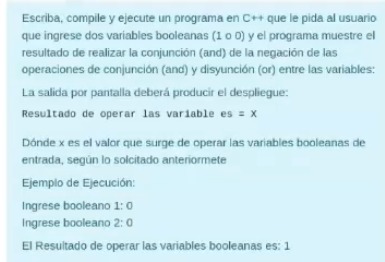 Escriba, compile y ejecute un programa en C++ que le pida al usuario
que ingrese dos variables booleanas (1 o 0) y el programa muestre el
resultado de realizar la conjunción (and) de la negación de las
operaciones de conjunción (and) y disyunción (or) entre las variables:
La salida por pantalla deberá producir el despliegue:
Resultado de operar las variable es = X
Dónde x es el valor que surge de operar las variables booleanas de
entrada, según lo solcitado anteriormete
Ejemplo de Ejecución:
Ingrese booleano 1: 0
Ingrese booleano 2: 0
El Resultado de operar las variables booleanas es: 1